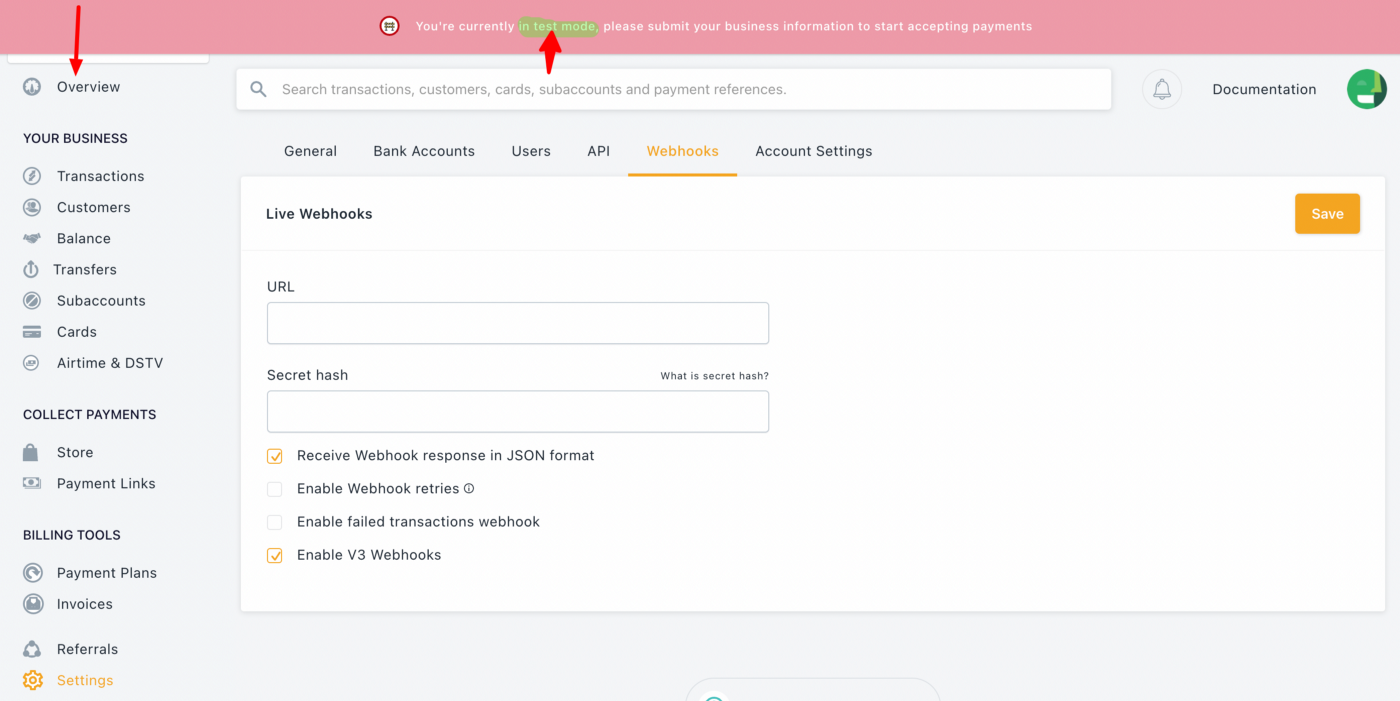 You're currently in test mode, please submit your business information to start accepting payments
Overview
YOUR BUSINESS
Transactions
Customers
Balance
Transfers
Subaccounts
Cards
Airtime & DSTV
COLLECT PAYMENTS
Store
Payment Links
BILLING TOOLS
Payment Plans
Invoices
Referrals
Settings
Search transactions, customers, cards, subaccounts and payment references.
Documentation
General Bank Accounts Users API Webhooks Account Settings
Live Webhooks
Save
URL
Secret hash What is secret hash?
Receive Webhook response in JSON format
Enable Webhook retries
Enable failed transactions webhook
Enable V3 Webhooks